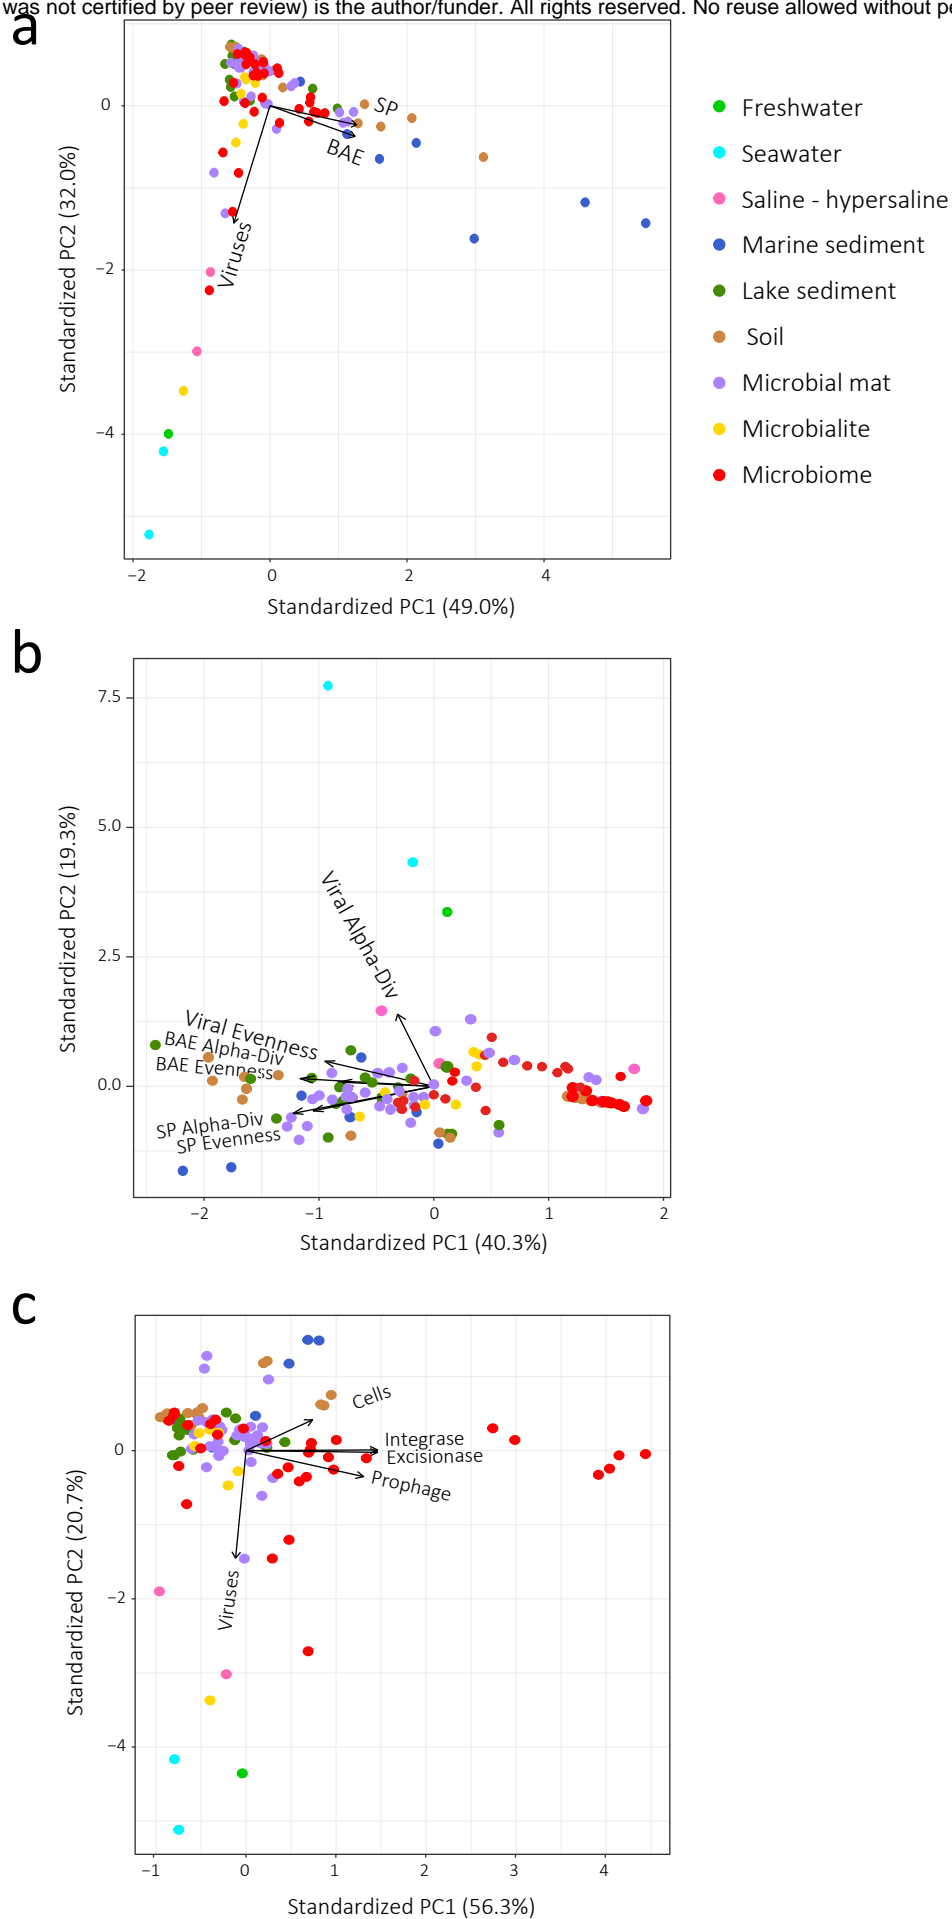 was not certified by peer review) is the author/funder. All rights reserved. No reuse allowed without pe
a
0
−2
−4
−2
0
2
4
Standardized PC2 (32.0%)
Standardized PC1 (49.0%)
SP
BAE
Viruses
Freshwater
Seawater
Saline - hypersaline
Marine sediment
Lake sediment
Soil
Microbial mat
Microbialite
Microbiome
b
7.5
5.0
2.5
0.0
−2
−1
0
1
2
Standardized PC2 (19.3%)
Standardized PC1 (40.3%)
Viral Alpha-Div
Viral Evenness
BAE Alpha-Div
BAE Evenness
SP Alpha-Div
SP Evenness
c
0
−2
−4
−1
0
1
2
3
4
Standardized PC2 (20.7%)
Standardized PC1 (56.3%)
Cells
Integrase
Excisionase
Prophage
Viruses